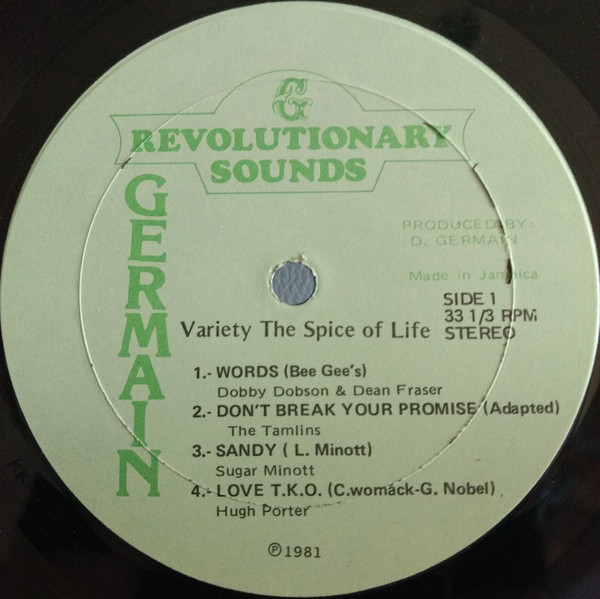 G
REVOLUTIONARY
SOUNDS
GERMAIN
PRODUCED BY:
D. GERMAIN
Made in Jamaica
SIDE 1
33 1/3 RPM
STEREO
Variety The Spice of Life
1.- WORDS (Bee Gee's)
Dobby Dobson & Dean Fraser
2.- DON'T BREAK YOUR PROMISE (Adapted)
The Tamlins
3.- SANDY ( L. Minott)
Sugar Minott
4.- LOVE T.K.O. (C.womack-G. Nobel)
Hugh Porter
℗1981